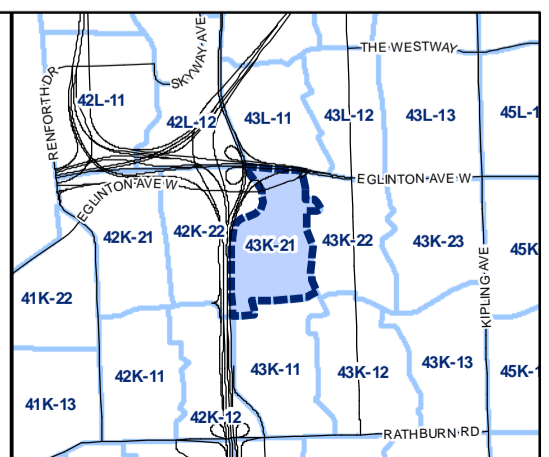 SKYWAY AVE
THE WESTWAY
RENFORTH DR
42L-11
42L-12
43L-11
43L-12
43L-13
45L-1
EGLINTON AVE W
EGLINTON AVE W
42K-21
42K-22
43K-21
43K-22
43K-23
45K
41K-22
KIPLING AVE
42K-11
43K-11
43K-12
43K-13
45K-1
41K-13
42K-12
RATHBURN RD